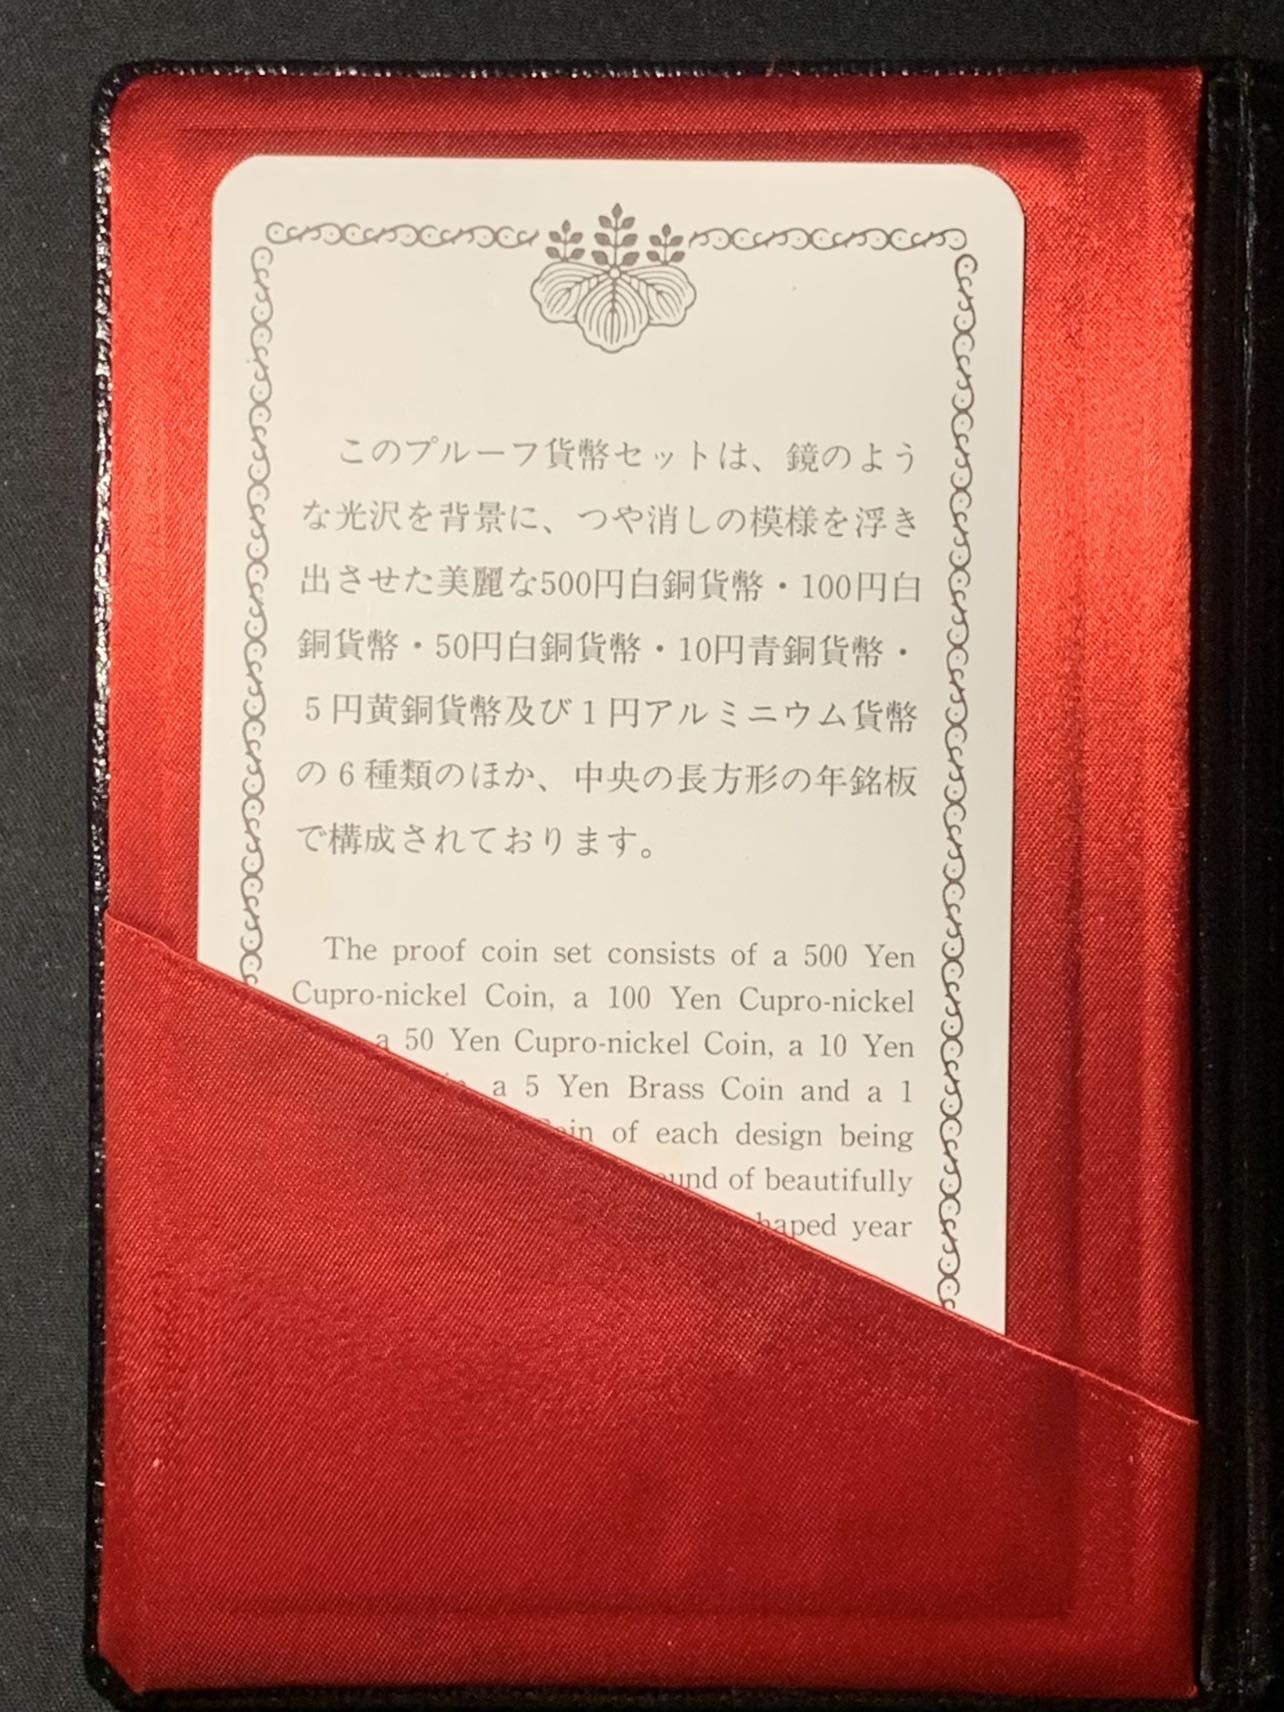 このプルーフ貨幣セットは、鏡のよう
な光沢を背景に、つや消しの模様を浮き
出させた美麗な500円白銅貨幣・100円白
銅貨幣・50円白銅貨幣・10円青銅貨幣・
5円黄銅貨幣及び1円アルミニウム貨幣
の6種類のほか、中央の長方形の年銘板
で構成されております。
The proof coin set consists of a 500 Yen
Cupro-nickel Coin, a 100 Yen Cupro-nickel
a 50 Yen Cupro-nickel Coin, a 10 Yen
a 5 Yen Brass Coin and a 1
of each design being
of beautifully
year